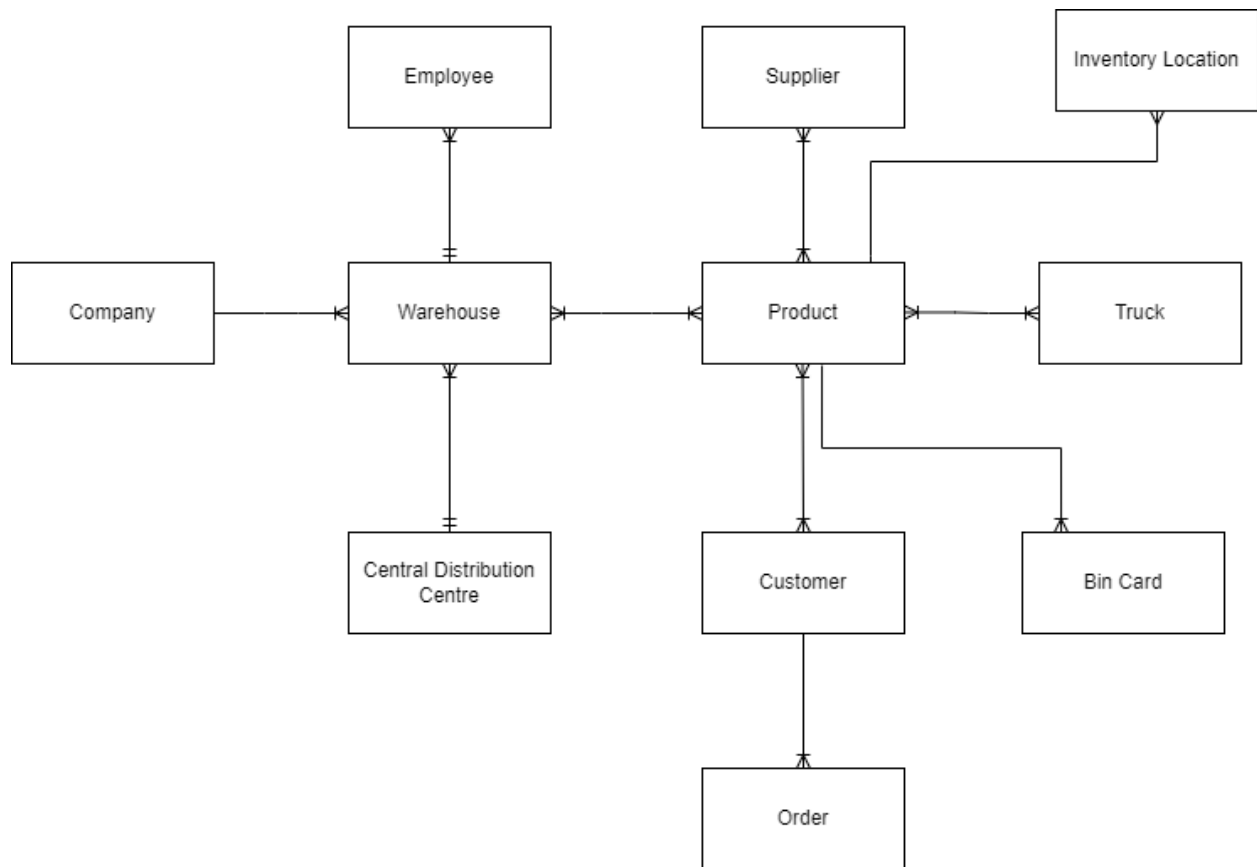 Employee
Supplier
Inventory Location
Company
Warehouse
Product
Truck
Central Distribution
Centre
Customer
Bin Card
Order